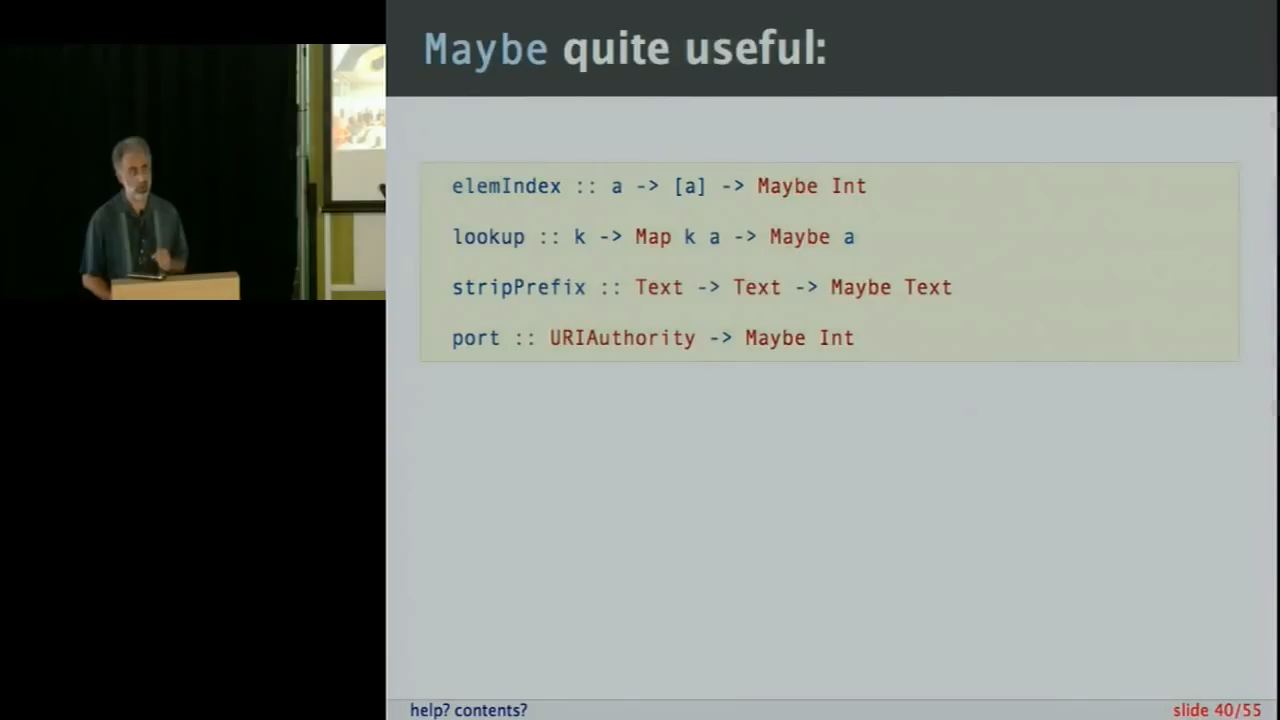 Maybe quite useful:
elemIndex :: a -> [a] -> Maybe Int
lookup :: k -> Map k a -> Maybe a
stripPrefix :: Text -> Text -> Maybe Text
port :: URIAuthority -> Maybe Int
help? contents?
slide 40/55